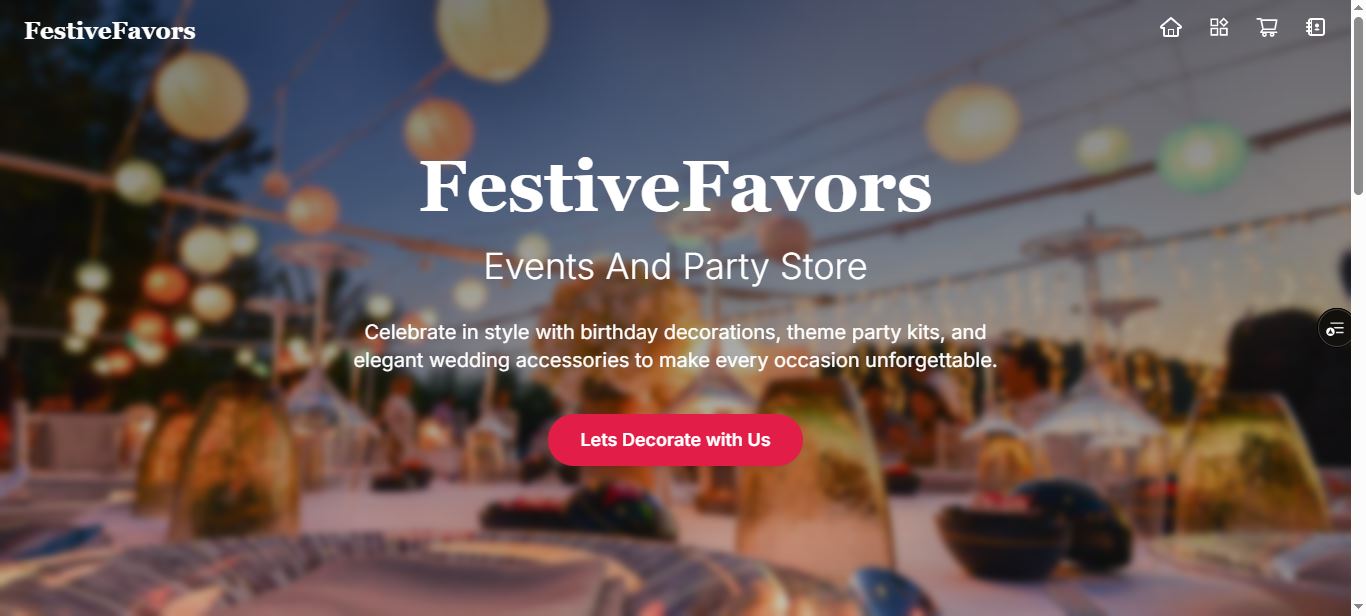 FestiveFavors
FestiveFavors
Events And Party Store
Celebrate in style with birthday decorations, theme party kits, and
elegant wedding accessories to make every occasion unforgettable.
Lets Decorate with Us